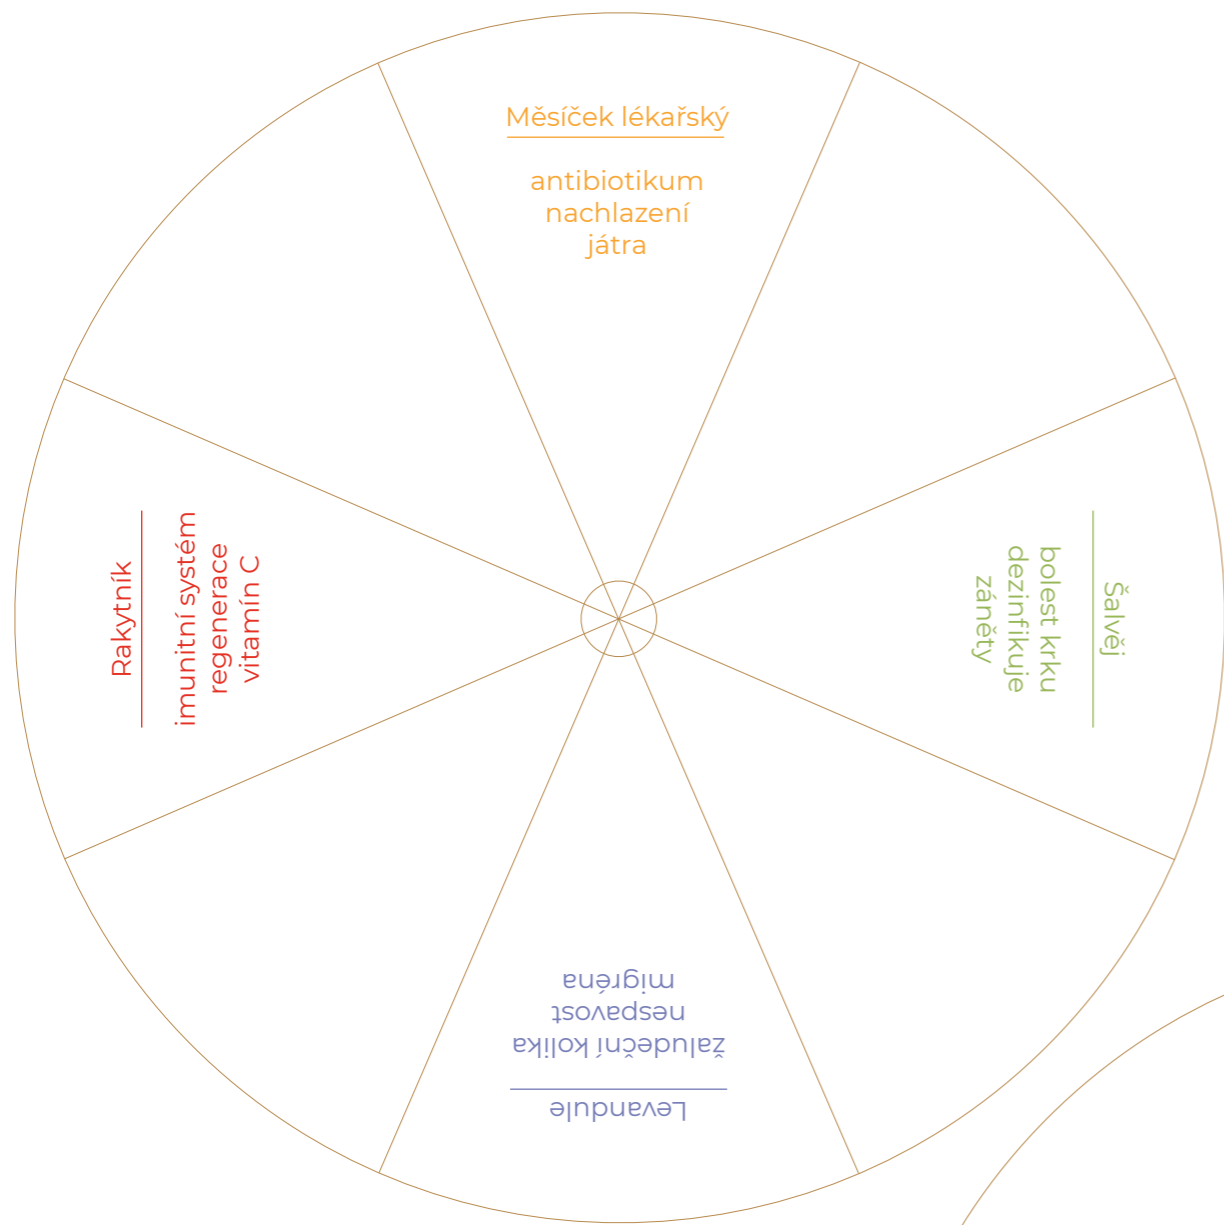 Měsíček lékařský
antibiotikum
nachlazení
játra
Šalvěj
bolest krku
dezinfikuje
záněty
Levandule
žaludeční kolika
nespavost
migréna
Rakytník
imunitní systém
regenerace
vitamín C